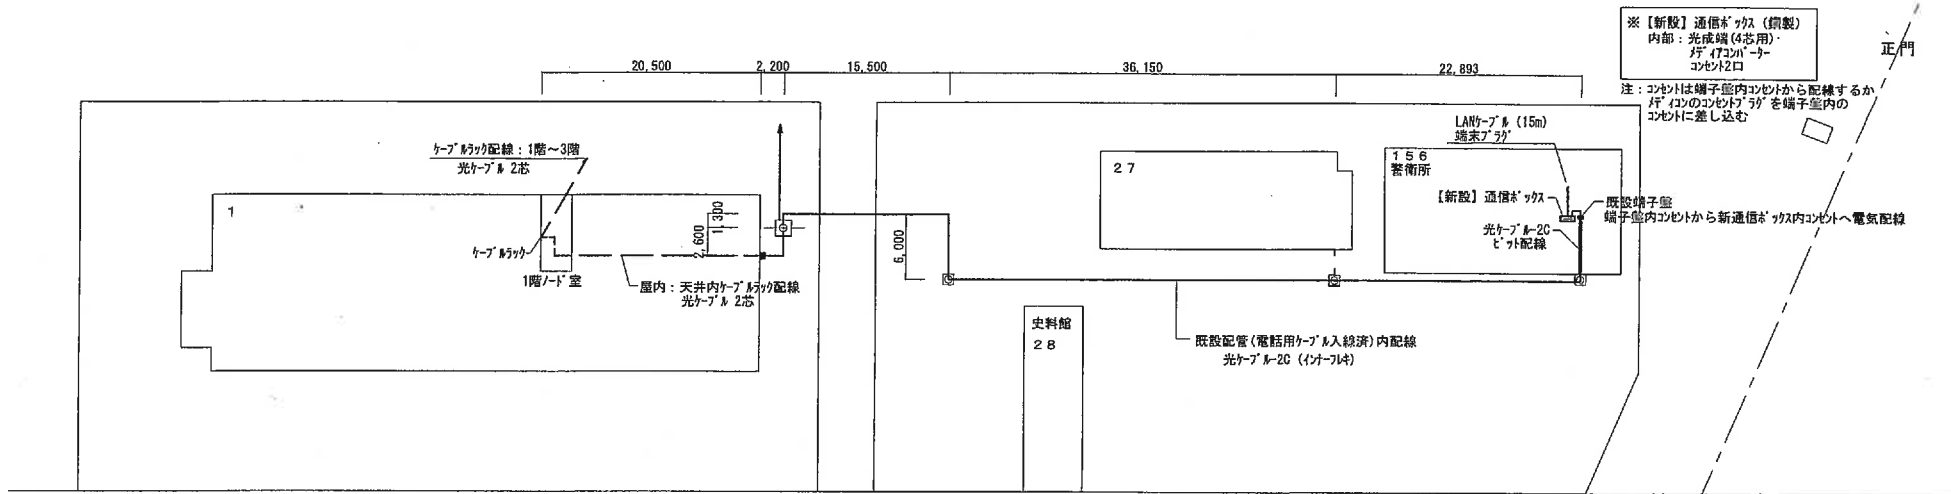 ※【新設】通信ﾎﾞｯｸｽ (鋼製)
内部:光成端(4芯用)・
ﾒﾃﾞｨｱｺﾝﾊﾞｰﾀｰ
ｺﾝｾﾝﾄ2口
正門
注:ｺﾝｾﾝﾄは端子盤内ｺﾝｾﾝﾄから配線するか
ﾒﾃﾞｨｺﾝのｺﾝｾﾝﾄﾌﾟﾗｸﾞを端子盤内の
ｺﾝｾﾝﾄに差し込む
20,500
2,200
15,500
36,150
22,893
ｹｰﾌﾞﾙﾗｯｸ配線:1階~3階
光ｹｰﾌﾞﾙ 2芯
LANｹｰﾌﾞﾙ (15m)
端末ﾌﾟﾗｸﾞ
1
27
156
警衛所
【新設】通信ﾎﾞｯｸｽ
既設端子盤
端子盤内ｺﾝｾﾝﾄから新通信ﾎﾞｯｸｽ内ｺﾝｾﾝﾄへ電気配線
1,300
2,600
6,000
光ｹｰﾌﾞﾙ-2C
ﾋﾟｯﾄ配線
ｹｰﾌﾞﾙﾗｯｸ
1階ﾉｰﾄﾞ室
屋内:天井内ｹｰﾌﾞﾙﾗｯｸ配線
光ｹｰﾌﾞﾙ 2芯
史料館
28
既設配管(電話用ｹｰﾌﾞﾙ入線済)内配線
光ｹｰﾌﾞﾙ-2C (ｲﾝﾅｰﾌﾚｷ)